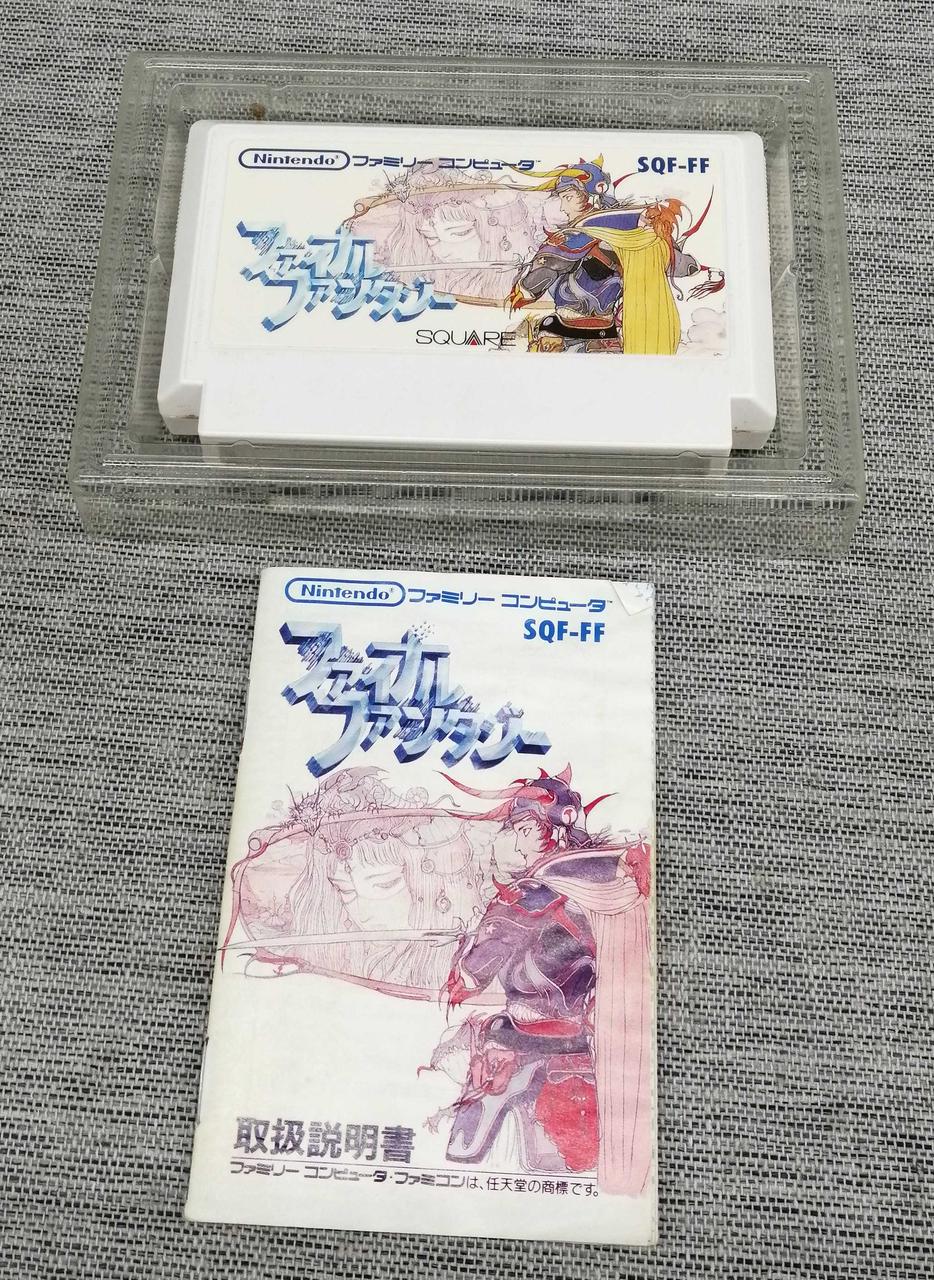 Nintendo® ファミリー コンピュータ™
SQF-FF
ファイナル
ファンタジー
SQUARE
Nintendo® ファミリー コンピュータ™
SQF-FF
ファイナル
ファンタジー
取扱説明書
ファミリー コンピュータ・ファミコンは、任天堂の商標です。